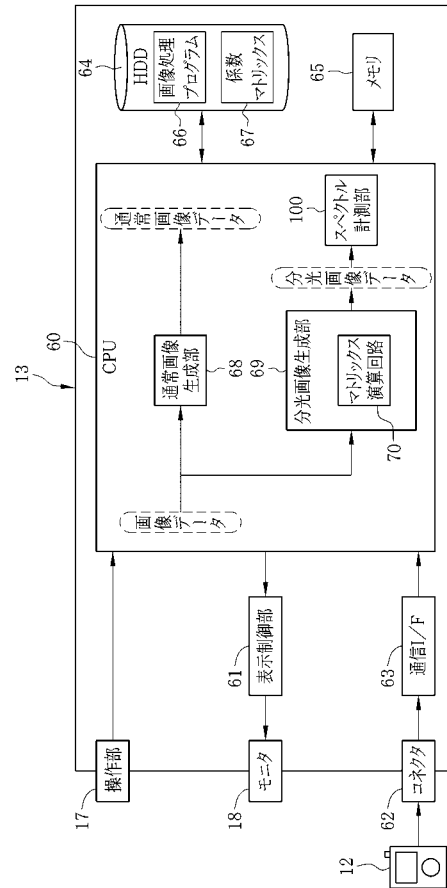 13
60
CPU
画像データ
通常画像
生成部
68
通常画像データ
69
分光画像生成部
マトリックス
演算回路
70
分光画像データ
100
スペクトル
計測部
64
HDD
画像処理
プログラム
66
係数
マトリックス
67
65
メモリ
操作部
17
モニタ
18
61
表示制御部
コネクタ
62
63
通信I/F
12